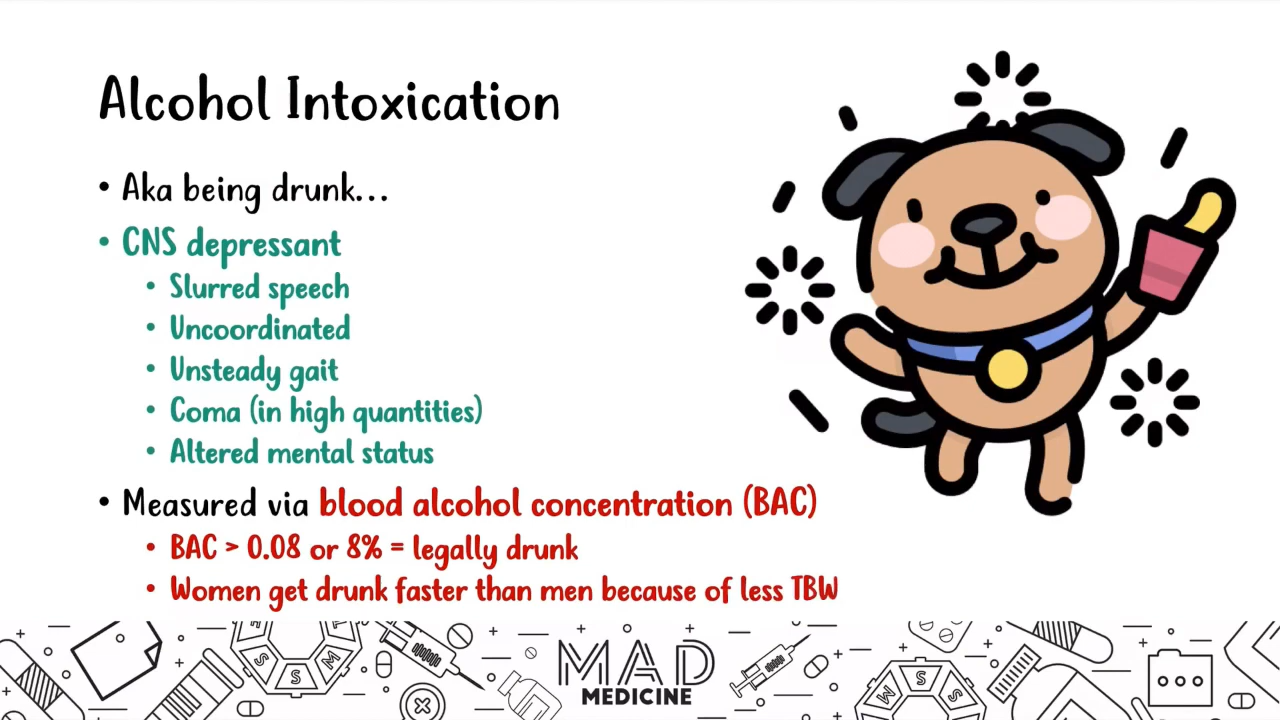 Alcohol Intoxication
• Aka being drunk...
• CNS depressant
• Slurred speech
• Uncoordinated
• Unsteady gait
• Coma (in high quantities)
• Altered mental status
• Measured via blood alcohol concentration (BAC)
• BAC > 0.08 or 8% = legally drunk
• Women get drunk faster than men because of less TBW
S S M
M S S
MAD
MEDICINE